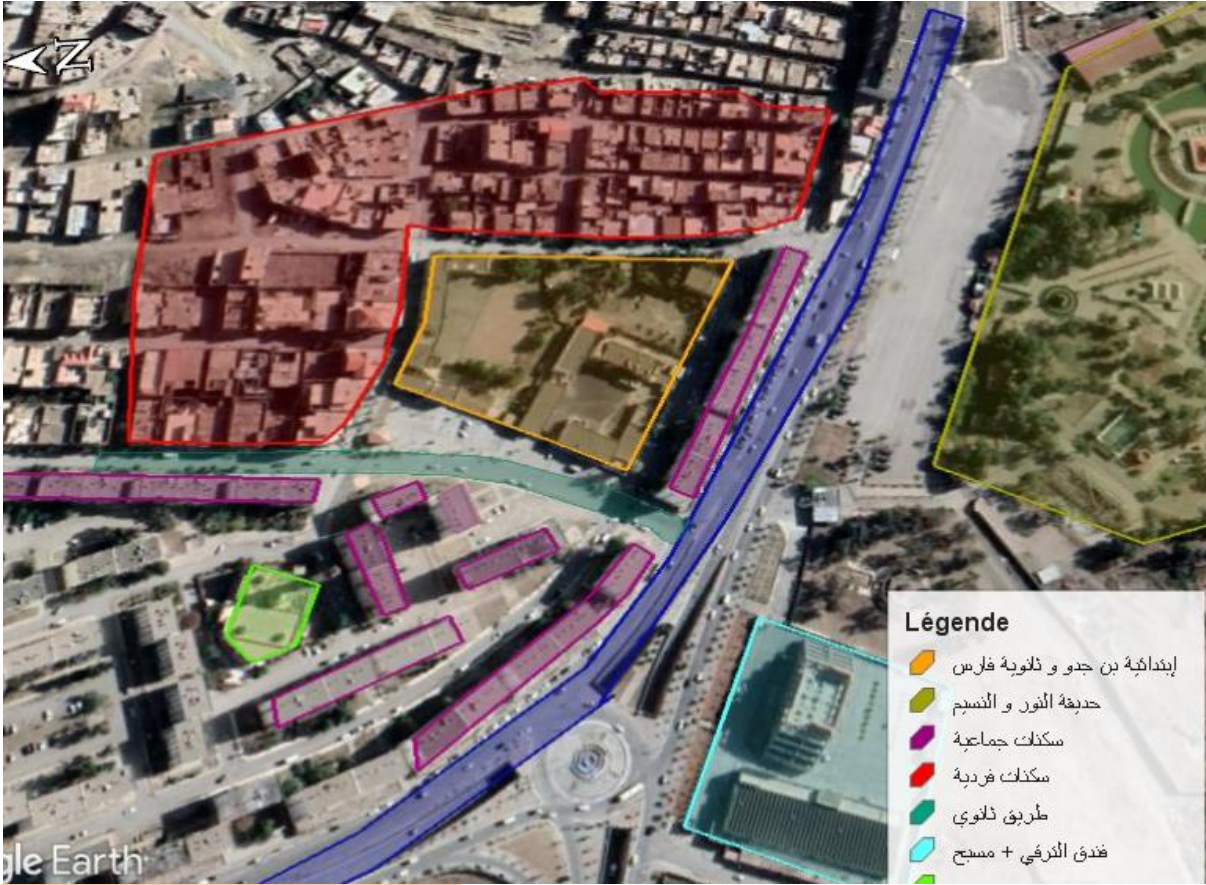 N
Légende
إبتدائية بن جدو و ثانوية فارس
حديقة النور و النسيم
سكنات جماعية
سكنات فردية
طريق ثانوي
فندق الترقي + مسبح
gle Earth